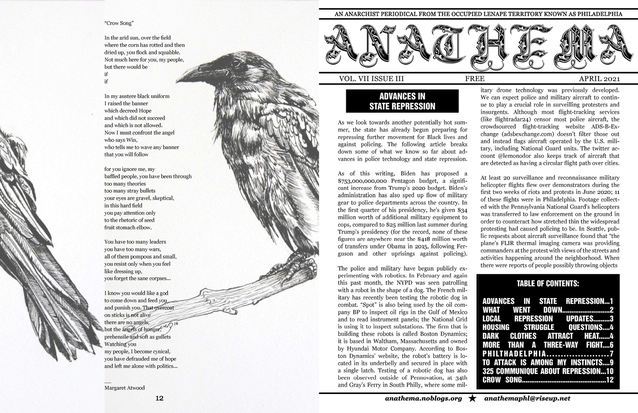 "Crow Song"
In the arid sun, over the field
where the corn has rotted and then
dried up, you flock and squabble.
Not much here for you, my people,
but there would be
if
if
In my austere black uniform
I raised the banner
which decreed Hope
and which did not succeed
and which is not allowed.
Now I must confront the angel
who says Win,
who tells me to wave any banner
that you will follow
for you ignore me, my
baffled people, you have been through
too many theories
too many stray bullets
your eyes are gravel, skeptical,
in this hard field
you pay attention only
to the rhetoric of seed
fruit stomach elbow.
You have too many leaders
you have too many wars,
all of them pompous and small,
you resist only when you feel
like dressing up,
you forget the sane corpses...
I know you would like a god
to come down and feed you
and punish you. That overcoat
on sticks is not alive
there are no angels
but the angels of hunger,
prehensile and soft as gullets
Watching you
my people, I become cynical,
you have defrauded me of hope
and left me alone with politics...
Margaret Atwood
12
AN ANARCHIST PERIODICAL FROM THE OCCUPIED LENAPE TERRITORY KNOWN AS PHILADELPHIA
ANATHEMA
VOL. VII ISSUE III FREE APRIL 2021
ADVANCES IN
STATE REPRESSION
As we look towards another potentially hot sum-
mer, the state has already begun preparing for
repressing further movement for Black lives and
against policing. The following article breaks
down some of what we know so far about ad-
vances in police technology and state repression.
As of this writing, Biden has proposed a
$753,000,000,000 Pentagon budget, a signifi-
cant increase from Trump's 2020 budget. Biden's
administration has also sped up flow of military
gear to police departments across the country. In
the first quarter of his presidency, he's given $34
million worth of additional military equipment to
cops, compared to $25 million last summer during
Trump's presidency (for the record, none of these
figures are anywhere near the $418 million worth
of transfers under Obama in 2015, following Fer-
guson and other uprisings against policing).
The police and military have begun publicly ex-
perimenting with robotics. In February and again
this past month, the NYPD was seen patrolling
with a robot in the shape of a dog. The French mil-
itary has recently been testing the robotic dog in
combat. "Spot" is also being used by the oil com-
pany BP to inspect oil rigs in the Gulf of Mexico
and to read instrument panels; the National Grid
is using it to inspect substations. The firm that is
building these robots is called Boston Dynamics;
it is based in Waltham, Massachusetts and owned
by Hyundai Motor Company. According to Bos-
ton Dynamics' website, the robot's battery is lo-
cated in its underbelly and secured in place with
a single latch. Testing of a robotic dog has also
been observed outside of Pennovation, at 34th
and Gray's Ferry in South Philly, where some mil-
itary drone technology was previously developed.
We can expect police and military aircraft to contin-
ue to play a crucial role in surveilling protesters and
insurgents. Although most flight-tracking services
(like flightradar24) censor most police aircraft, the
crowdsourced flight-tracking website ADS-B-Ex-
change (adsbexchange.com) doesn't filter those out
and instead flags aircraft operated by the U.S. mili-
tary, including National Guard units. The twitter ac-
count @lemonodor also keeps track of aircraft that
are detected as having a circular flight path over cities.
At least 20 surveillance and reconnaissance military
helicopter flights flew over demonstrators during the
first two weeks of riots and protests in June 2020; 11
of these flights were in Philadelphia. Footage collect-
ed with the Pennsylvania National Guard's helicopters
was transferred to law enforcement on the ground in
order to counteract how stretched thin the widespread
protesting had caused policing to be. In Seattle, pub-
lic requests about aircraft surveillance found that "the
plane's FLIR thermal imaging camera was providing
commanders at the protest with views of the streets and
activities happening around the neighborhood. When
there were reports of people possibly throwing objects
TABLE OF CONTENTS:
ADVANCES IN STATE REPRESSION...1
WHAT WENT DOWN...................2
LOCAL REPRESSION UPDATES........3
HOUSING STRUGGLE QUESTIONS....4
DARK CLOTHES ATTRACT HEAT.....4
MORE THAN A THREE-WAY FIGHT...6
PHILTHADELPHIA......................7
TO ATTACK IS AMONG MY INSTINCTS...9
325 COMMUNIQUE ABOUT REPRESSION...10
CROW SONG..........................12
anathema.noblogs.org ★ anathemaphl@riseup.net